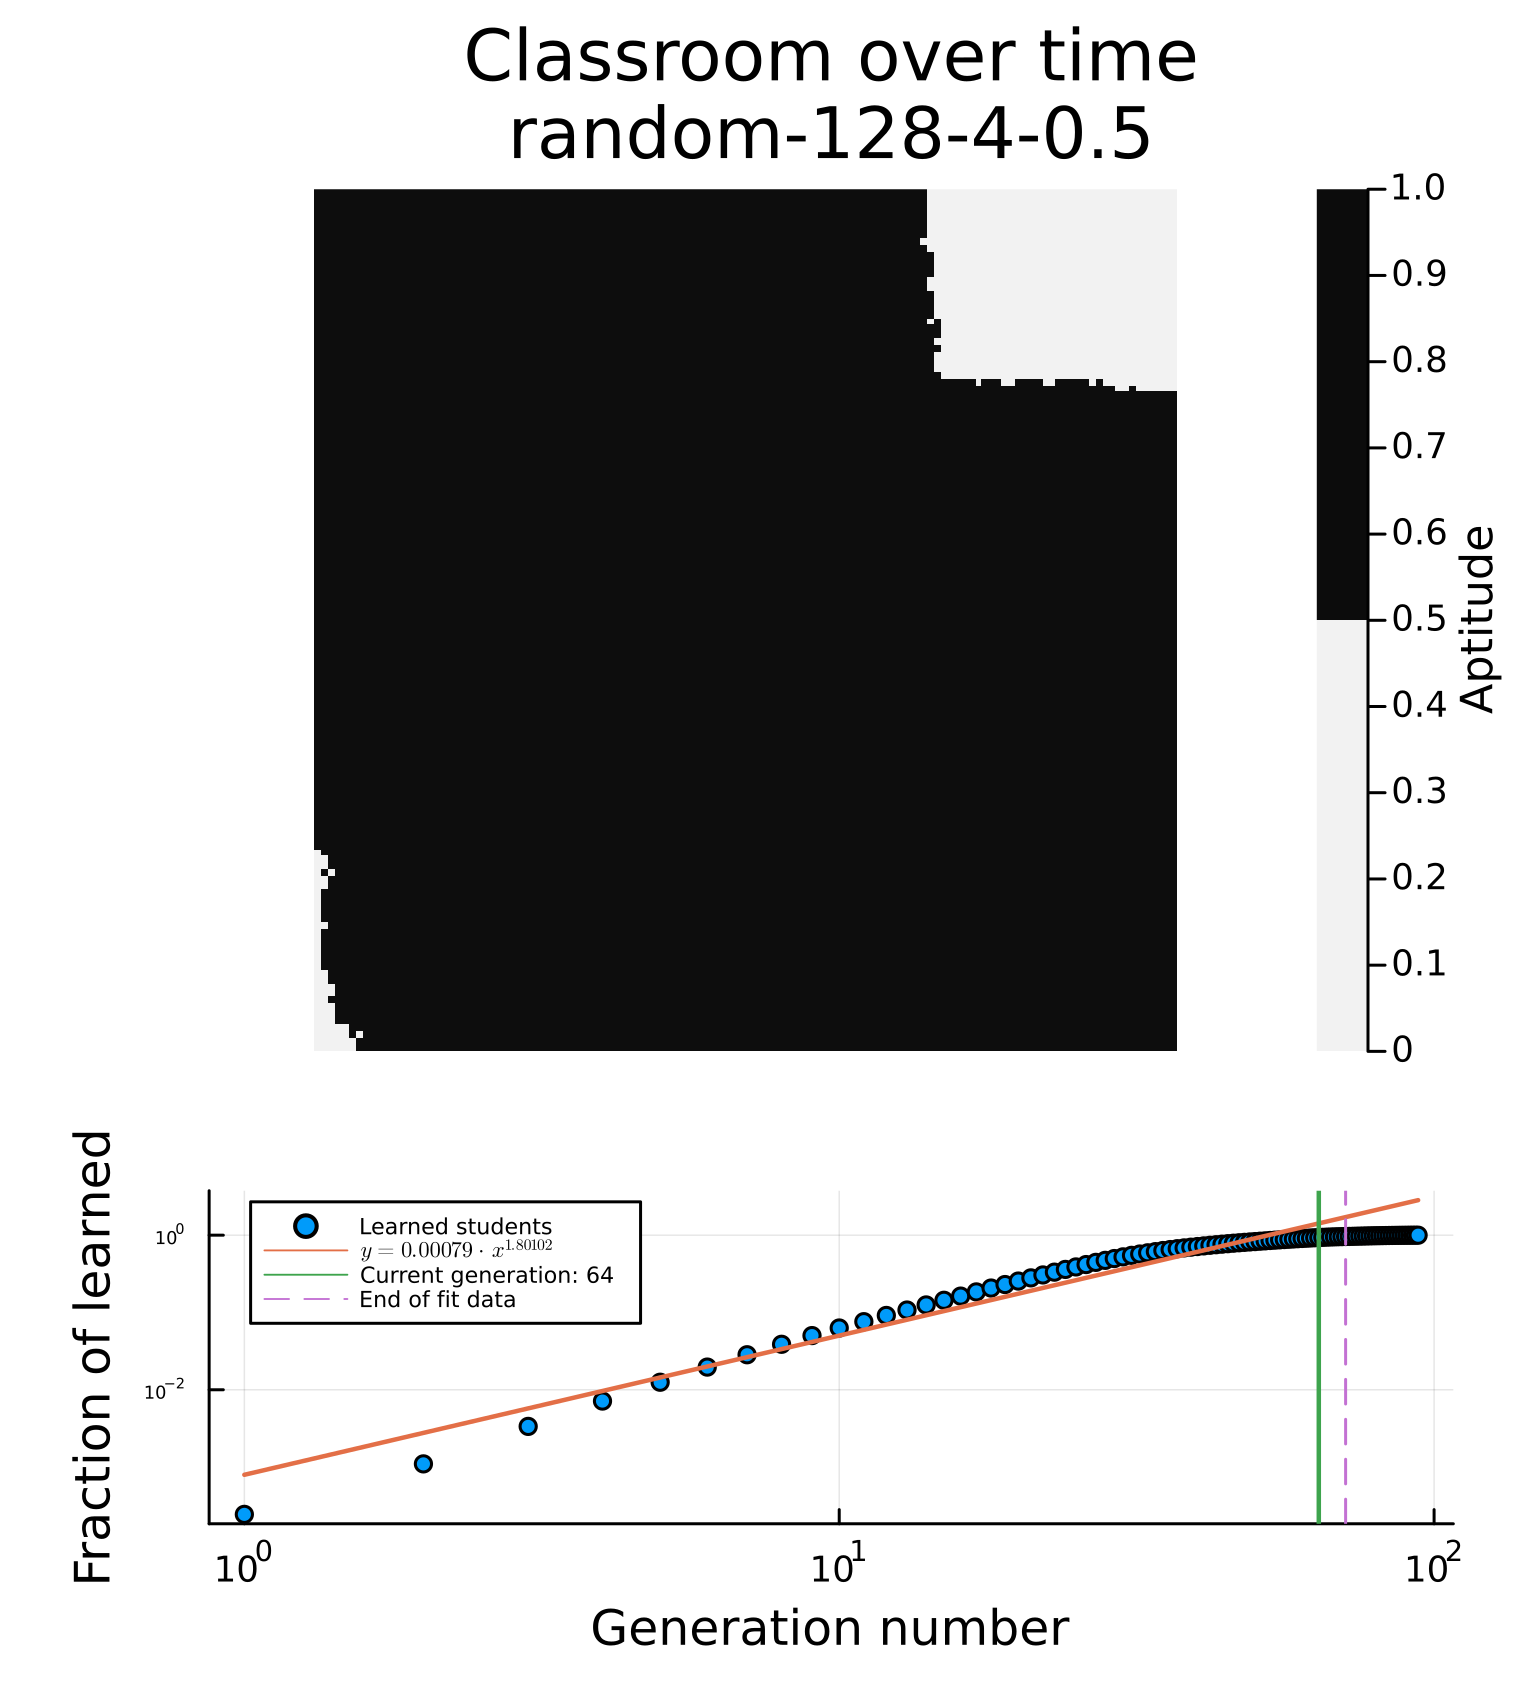 Classroom over time
random-128-4-0.5
1.0
0.9
0.8
0.7
0.6
0.5
0.4
0.3
0.2
0.1
0
Aptitude
Fraction of learned
10^0
10^-2
Learned students
y = 0.00079 · x^1.80102
Current generation: 64
End of fit data
10^0
10^1
10^2
Generation number